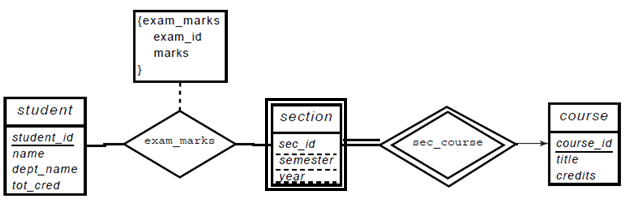 {exam_marks
exam_id
marks
}
student
student_id
name
dept_name
tot_cred
exam_marks
section
sec_id
semester
year
sec_course
course
course_id
title
credits